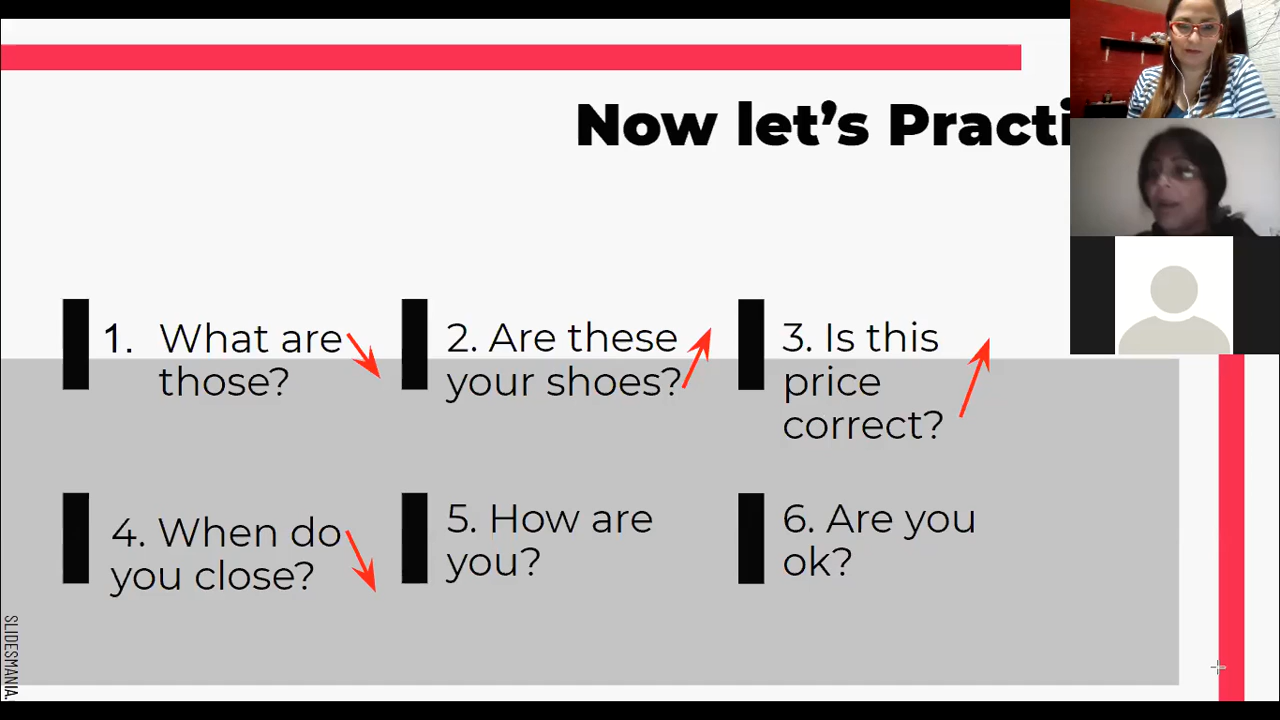 Now let's Practi
1. What are
those?
2. Are these
your shoes?
3. Is this
price
correct?
4. When do
you close?
5. How are
you?
6. Are you
ok?
SLIDESMANIA.